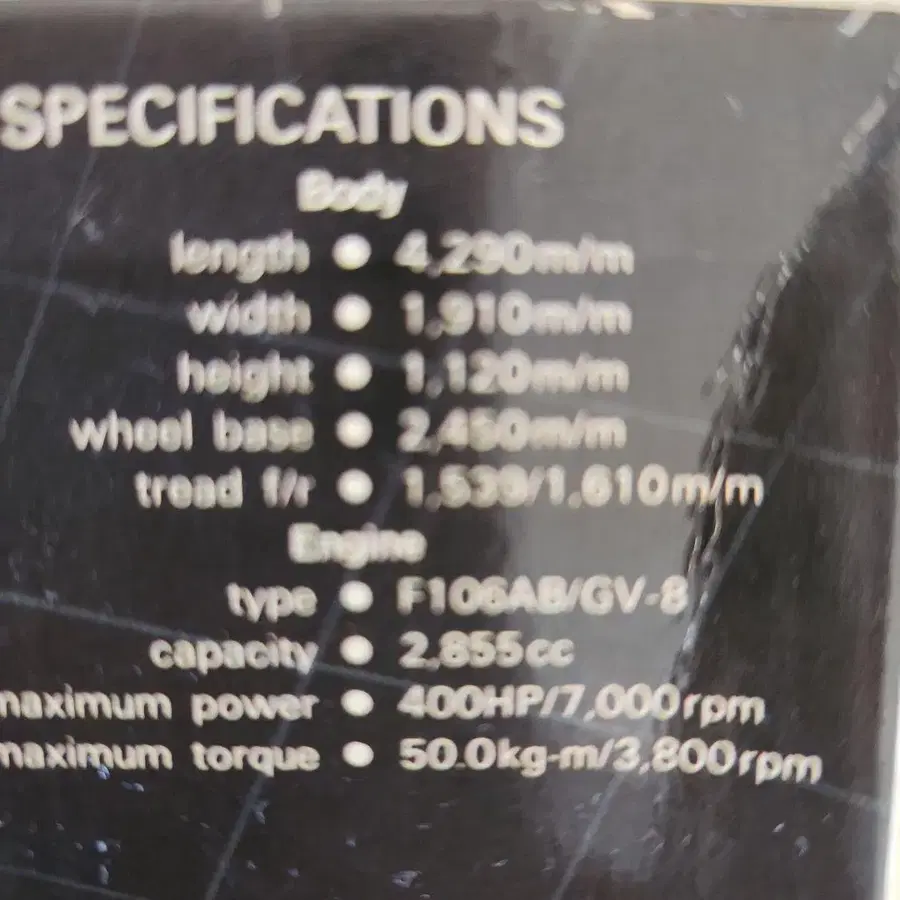 SPECIFICATIONS
Body
length ● 4,290m/m
width ● 1,910m/m
height ● 1,120m/m
wheel base ● 2,450m/m
tread f/r ● 1,539/1,610m/m
Engine
type ● F106AB/GV-8
capacity ● 2,855cc
maximum power ● 400HP/7,000rpm
maximum torque ● 50.0kg-m/3,800rpm